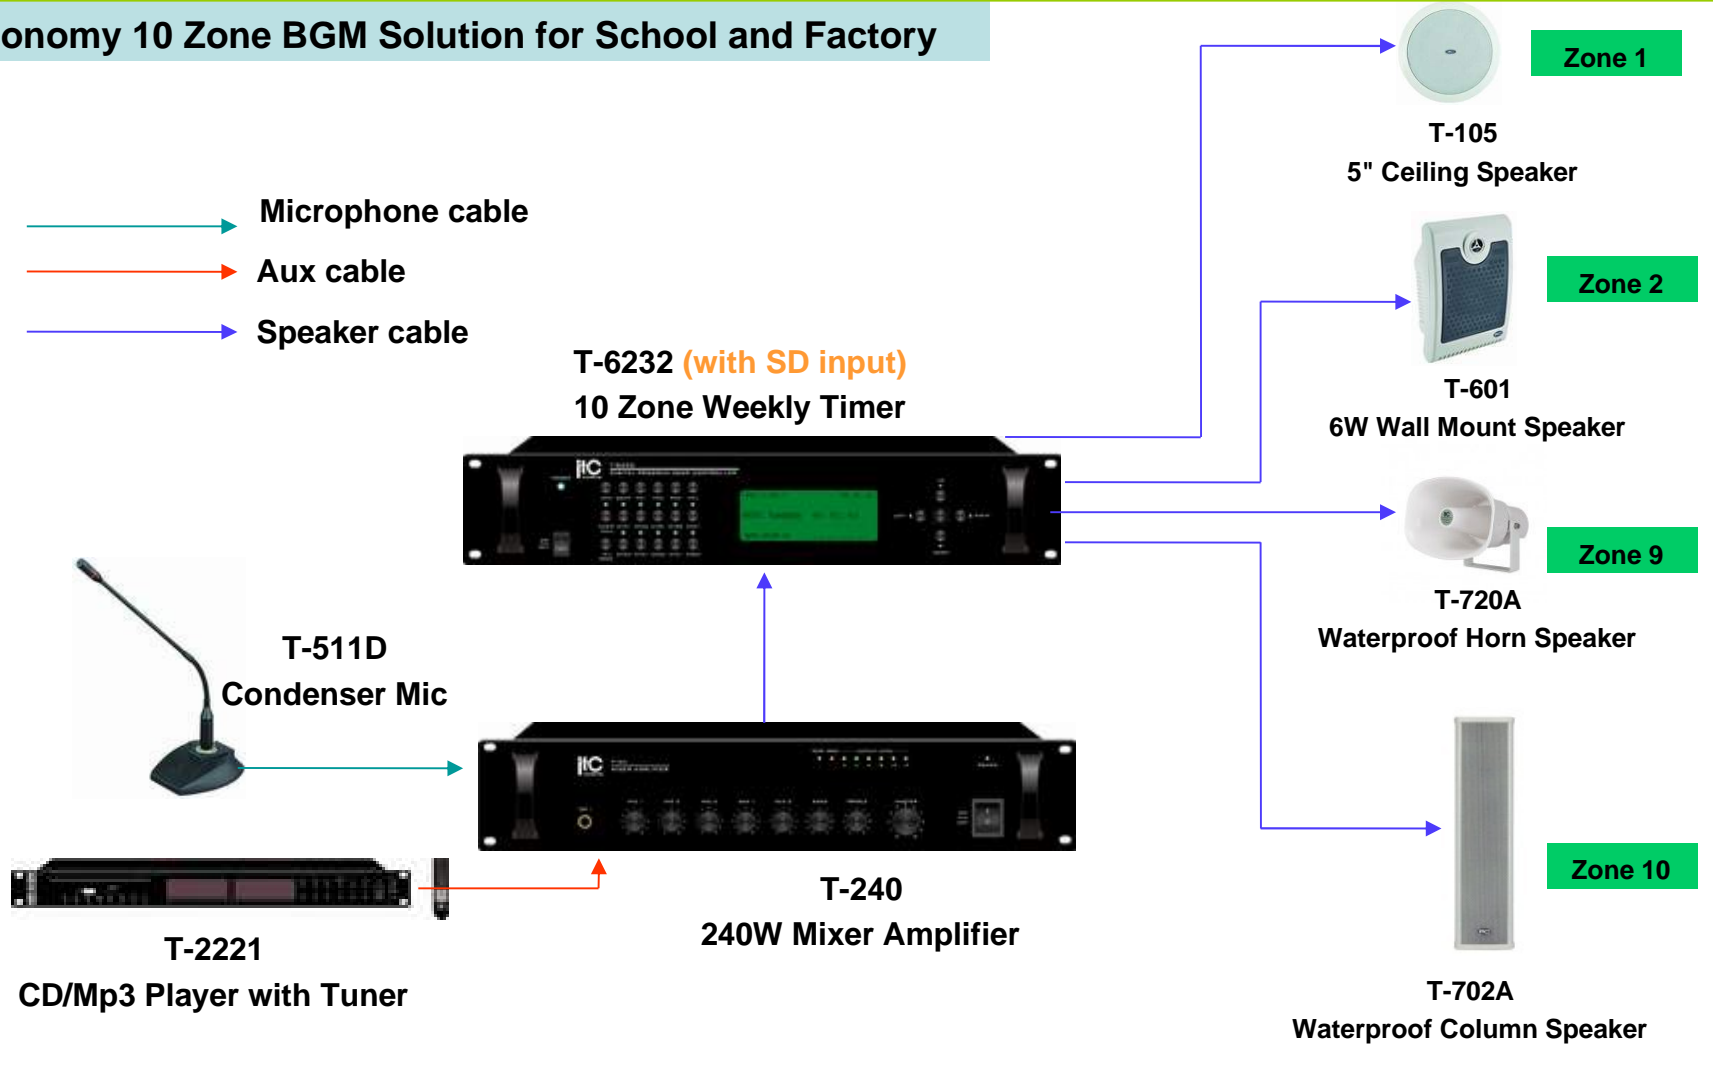 onomy 10 Zone BGM Solution for School and Factory
Zone 1
T-105
5" Ceiling Speaker
Microphone cable
Aux cable
Speaker cable
Zone 2
T-601
6W Wall Mount Speaker
T-6232 (with SD input)
10 Zone Weekly Timer
itc
Zone 9
T-720A
Waterproof Horn Speaker
T-511D
Condenser Mic
itc
T-240
240W Mixer Amplifier
Zone 10
T-2221
CD/Mp3 Player with Tuner
T-702A
Waterproof Column Speaker